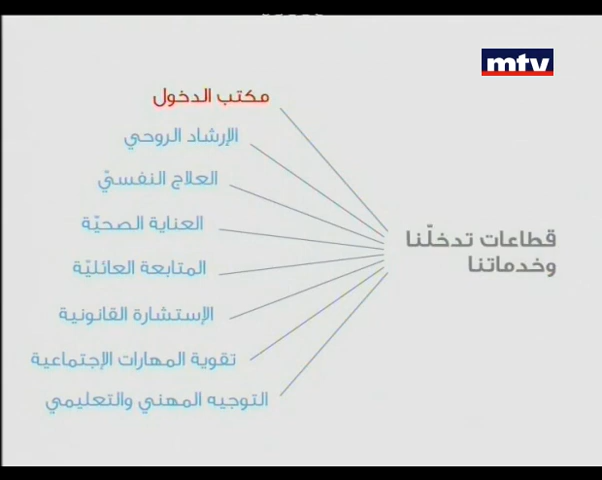 mtv
مكتب الدخول
الإرشاد الروحي
العلاج النفسيّ
العناية الصحيّة
المتابعة العائليّة
الإستشارة القانونية
تقوية المهارات الإجتماعية
التوجيه المهني والتعليمي
قطاعات تدخلّنا
وخدماتنا